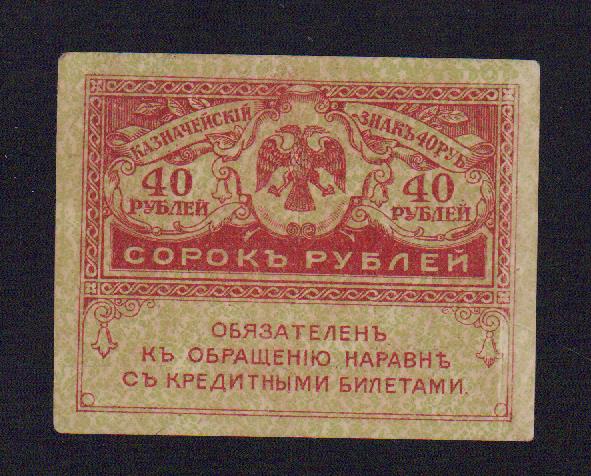 КАЗНАЧЕЙСКІЙ
ЗНАКЪ 40 РУБ.
40
РУБЛЕЙ
40
РУБЛЕЙ
СОРОКЪ РУБЛЕЙ
ОБЯЗАТЕЛЕНЪ
КЪ ОБРАЩЕНІЮ НАРАВНѢ
СЪ КРЕДИТНЫМИ БИЛЕТАМИ.